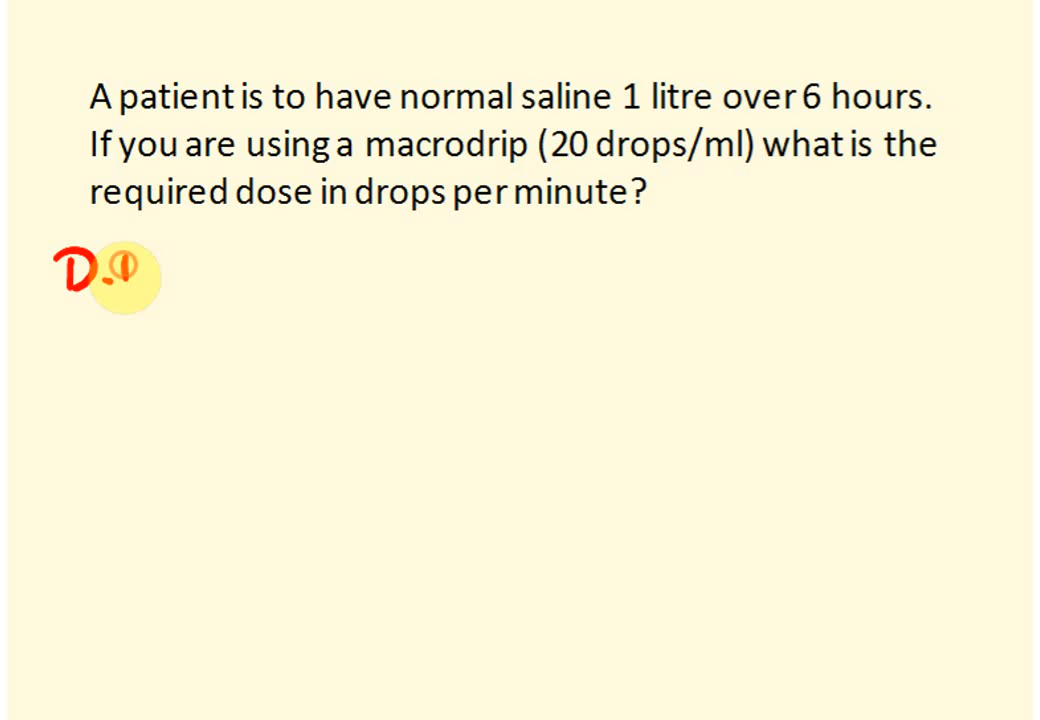 A patient is to have normal saline 1 litre over 6 hours.
If you are using a macrodrip (20 drops/ml) what is the
required dose in drops per minute?
D.